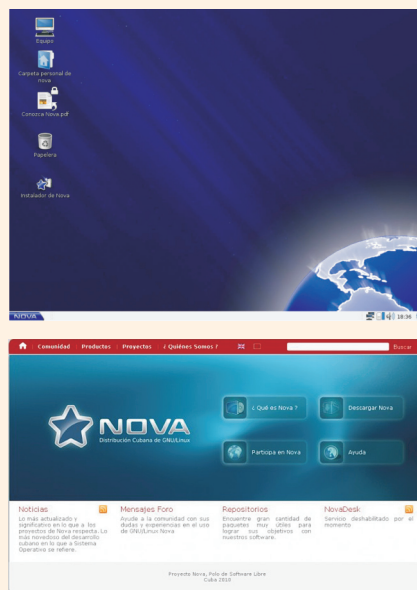 Equipo
Carpeta personal de
nova
Conozca Nova.pdf
Papelera
Instalador de Nova
NOVA
18:36
Comunidad
Productos
Proyectos
¿ Quiénes Somos ?
Buscar
NOVA
Distribución Cubana de GNU/Linux
¿ Qué es Nova ?
Descargar Nova
Participa en Nova
Ayuda
Noticias
Lo más actualizado y
significativo en lo que a los
proyectos de Nova respecta. Lo
más novedoso del desarrollo
cubano en lo que a Sistema
Operativo se refiere.
Mensajes Foro
Ayude a la comunidad con sus
dudas y experiencias en el uso
de GNU/Linux Nova
Repositorios
Encuentre gran cantidad de
paquetes muy útiles para
lograr sus objetivos con
nuestros software.
NovaDesk
Servicio deshabilitado por el
momento
Proyecto Nova, Polo de Software Libre
Cuba 2010